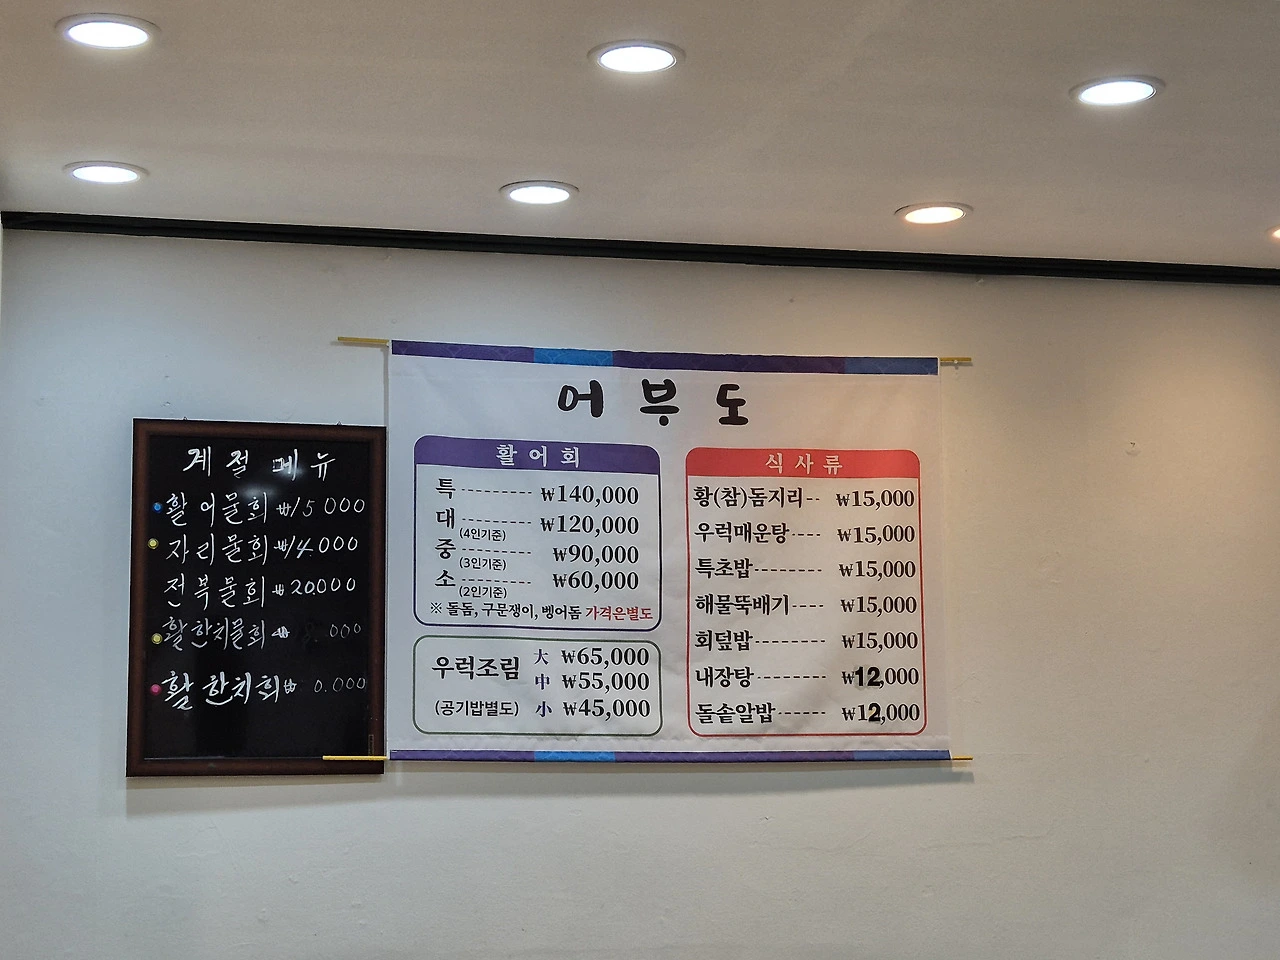 계절메뉴
활어물회 ₩15000
자리물회 ₩14.000
전복물회 ₩20000
활한치물회 ₩
활한치회 ₩
어부도
활어회
특 --------- ₩140,000
대 (4인기준) --------- ₩120,000
중 (3인기준) --------- ₩90,000
소 (2인기준) --------- ₩60,000
※ 돌돔, 구문쟁이, 벵어돔 가격은별도
우럭조림 大 ₩65,000
中 ₩55,000
(공기밥별도) 小 ₩45,000
식사류
황(참)돔지리-- ₩15,000
우럭매운탕---- ₩15,000
특초밥-------- ₩15,000
해물뚝배기---- ₩15,000
회덮밥-------- ₩15,000
내장탕-------- ₩12,000
돌솥알밥------ ₩12,000